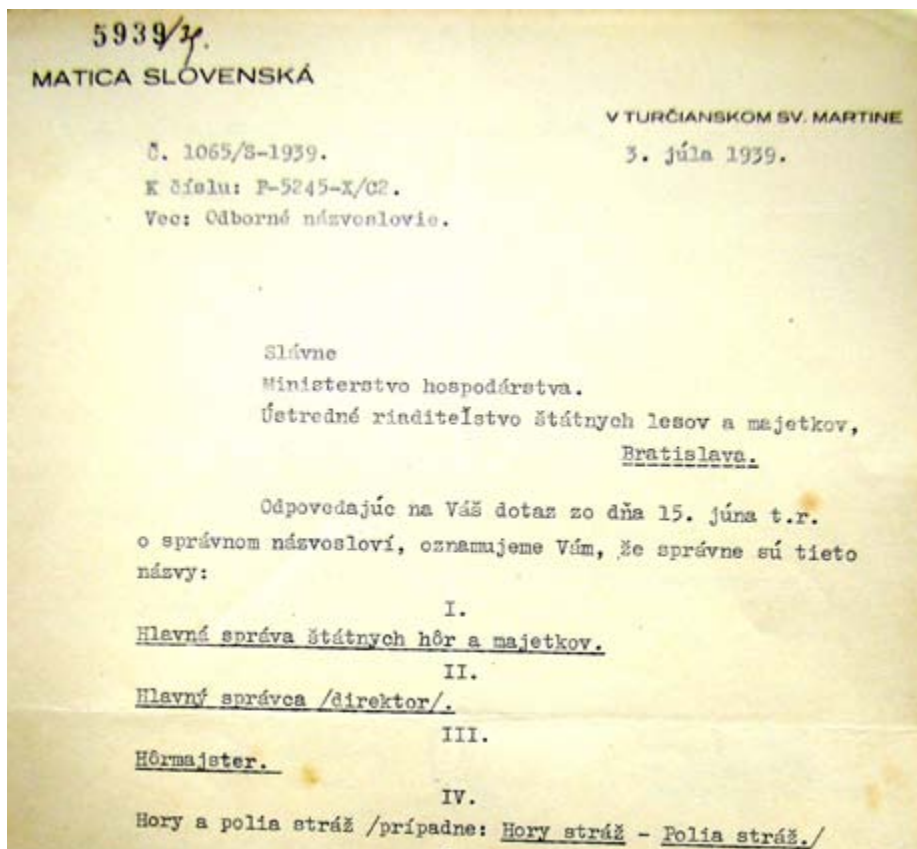 5939/39.
MATICA SLOVENSKÁ
V TURČIANSKOM SV. MARTINE
Č. 1065/S-1939.
3. júla 1939.
K číslu: P-5245-X/C2.
Vec: Odborné názvoslovie.
Slávne
Ministerstvo hospodárstva.
Ústredné riaditeľstvo štátnych lesov a majetkov,
Bratislava.
Odpovedajúc na Váš dotaz zo dňa 15. júna t.r.
o správnom názvosloví, oznamujeme Vám, že správne sú tieto
názvy:
I.
Hlavná správa štátnych hôr a majetkov.
II.
Hlavný správca /direktor/.
III.
Hôrmajster.
IV.
Hory a polia stráž /prípadne: Hory stráž - Polia stráž./